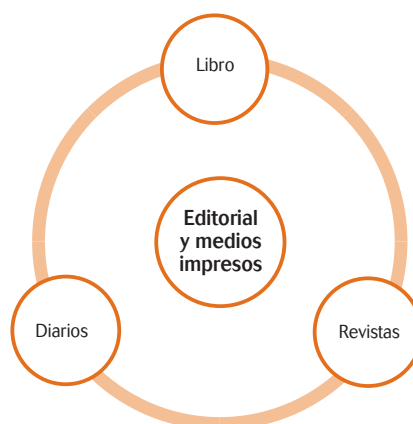 Libro
Editorial
y medios
impresos
Diarios
Revistas